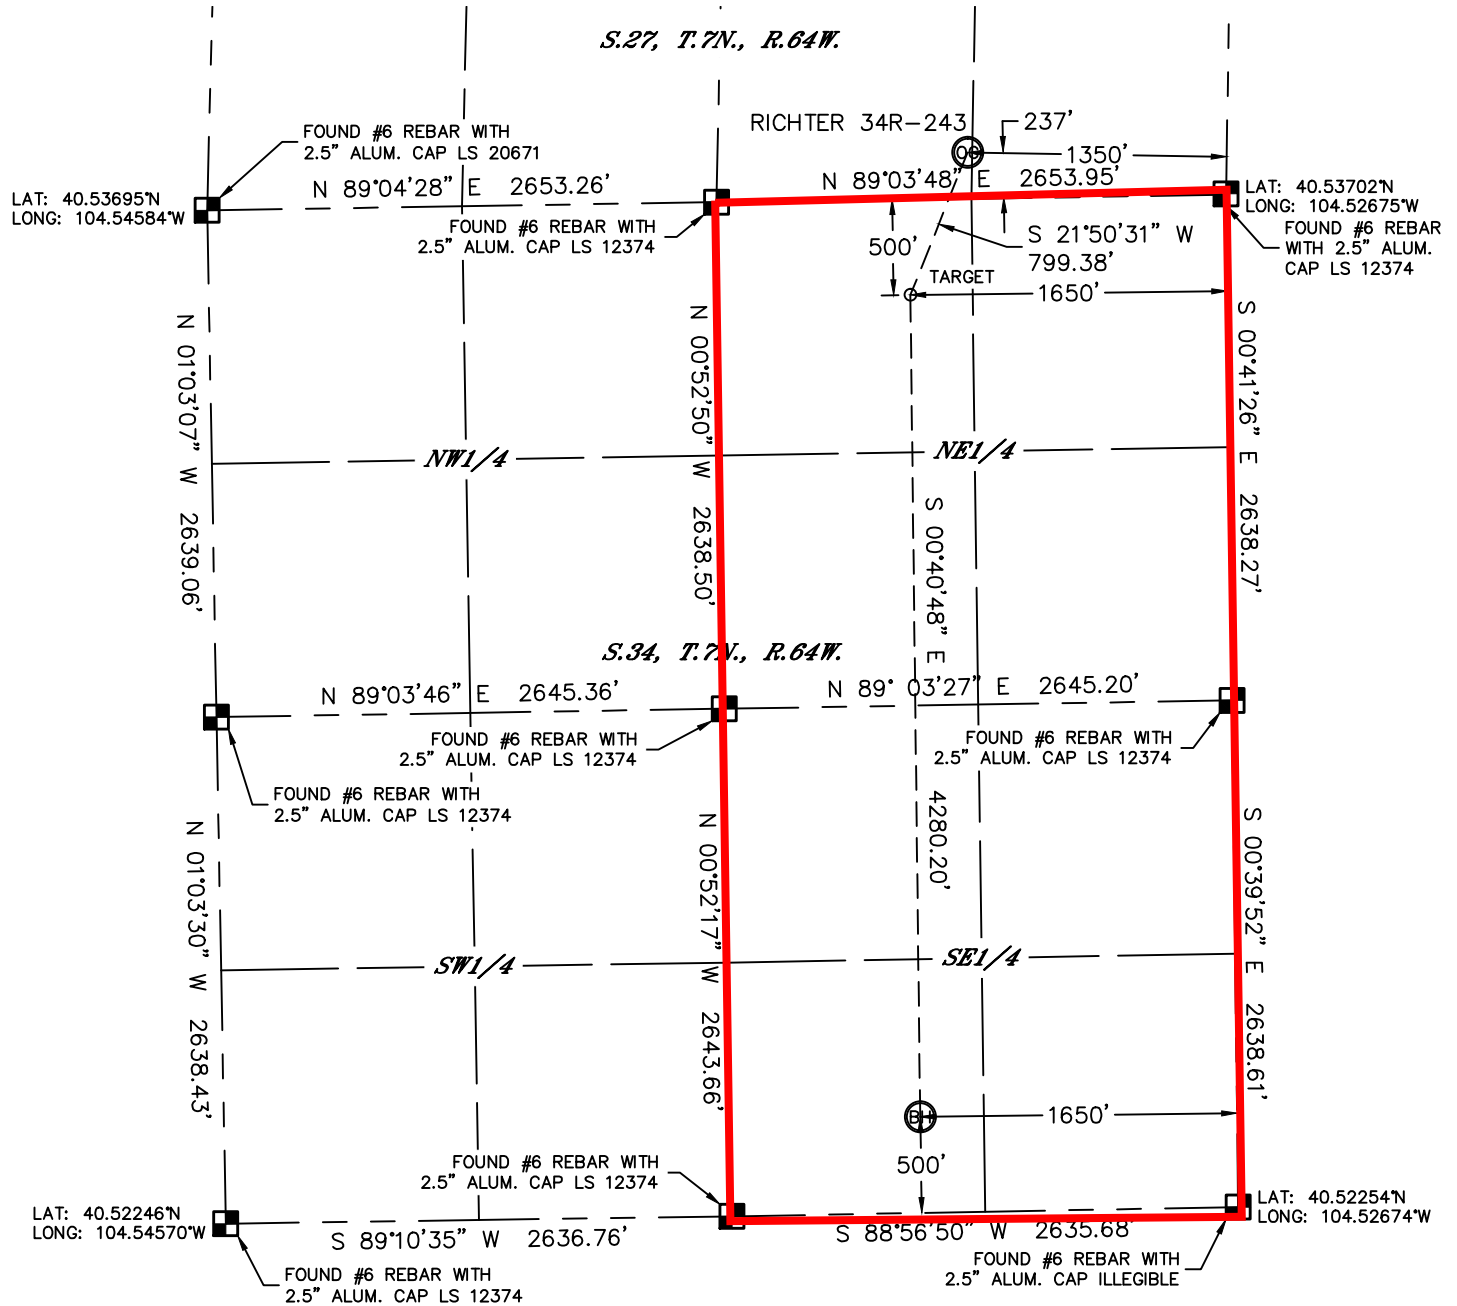 S.27, T.7N., R.64W.
FOUND #6 REBAR WITH
2.5" ALUM. CAP LS 20671
RICHTER 34R-243
237'
OG
1350'
LAT: 40.53695°N
LONG: 104.54584°W
N 89°04'28" E 2653.26'
N 89°03'48" E 2653.95'
LAT: 40.53702°N
LONG: 104.52675°W
FOUND #6 REBAR WITH
2.5" ALUM. CAP LS 12374
FOUND #6 REBAR
WITH 2.5" ALUM.
CAP LS 12374
500'
S 21°50'31" W
799.38'
TARGET
1650'
N 01°03'07" W 2639.06'
N 00°52'50" W 2638.50'
S 00°41'26" E 2638.27'
NW1/4
NE1/4
S 00°40'48" E 4280.20'
S.34, T.7N., R.64W.
N 89°03'46" E 2645.36'
N 89° 03'27" E 2645.20'
FOUND #6 REBAR WITH
2.5" ALUM. CAP LS 12374
FOUND #6 REBAR WITH
2.5" ALUM. CAP LS 12374
FOUND #6 REBAR WITH
2.5" ALUM. CAP LS 12374
N 01°03'30" W 2638.43'
N 00°52'17" W 2643.66'
S 00°39'52" E 2638.61'
SW1/4
SE1/4
BH
1650'
500'
FOUND #6 REBAR WITH
2.5" ALUM. CAP LS 12374
LAT: 40.52246°N
LONG: 104.54570°W
S 89°10'35" W 2636.76'
S 88°56'50" W 2635.68'
LAT: 40.52254°N
LONG: 104.52674°W
FOUND #6 REBAR WITH
2.5" ALUM. CAP LS 12374
FOUND #6 REBAR WITH
2.5" ALUM. CAP ILLEGIBLE